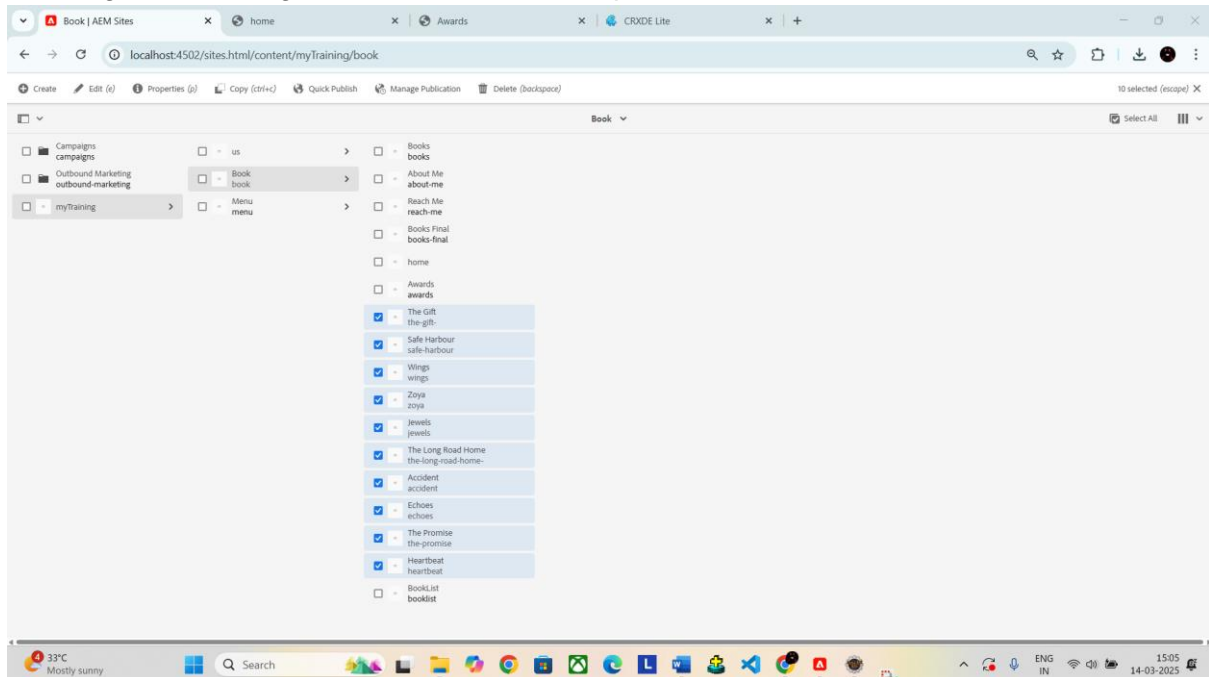 Book | AEM Sites
home
Awards
CRXDE Lite
localhost:4502/sites.html/content/myTraining/book
Create Edit (e) Properties (p) Copy (ctrl+c) Quick Publish Manage Publication Delete (backspace) 10 selected (escape)
Book
Select All
Campaigns
campaigns
Outbound Marketing
outbound-marketing
myTraining
us
Book
book
Menu
menu
Books
books
About Me
about-me
Reach Me
reach-me
Books Final
books-final
home
Awards
awards
The Gift
the-gift-
Safe Harbour
safe-harbour
Wings
wings
Zoya
zoya
Jewels
jewels
The Long Road Home
the-long-road-home-
Accident
accident
Echoes
echoes
The Promise
the-promise
Heartbeat
heartbeat
BookList
booklist
4
33°C
Mostly sunny
Search
ENG
IN
15:05
14-03-2025